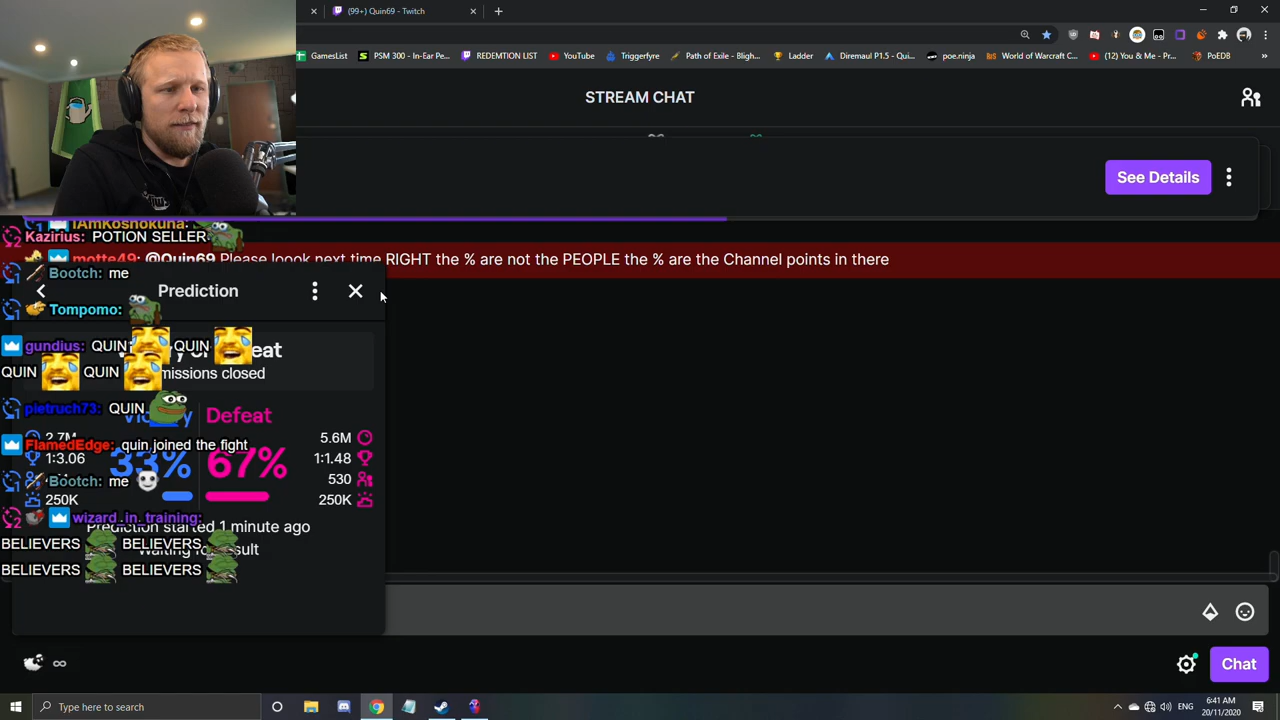 (99+) Quin69 - Twitch
GamesList
PSM 300 - In-Ear Pe...
REDEMTION LIST
YouTube
Triggerfyre
Path of Exile - Bligh...
Ladder
Diremaul P1.5 - Qui...
poe.ninja
World of Warcraft C...
(12) You & Me - Pr...
PoEDB
STREAM CHAT
See Details
IAmKoshokuna:
Kazirius: POTION SELLER
motte49: @Quin69 Please loook next time RIGHT the % are not the PEOPLE the % are the Channel points in there
Bootch: me
Prediction
Tompomo:
gundius: QUIN QUIN
QUIN QUIN
missions closed
pietruch73: QUIN
Defeat
2.7M
5.6M
FlamedEdge: quin joined the fight
1:3.06
33%
67%
1:1.48
Bootch: me
530
250K
250K
wizard_in_training:
Prediction started 1 minute ago
BELIEVERS BELIEVERS
BELIEVERS BELIEVERS
Chat
Type here to search
ENG
6:41 AM
20/11/2020